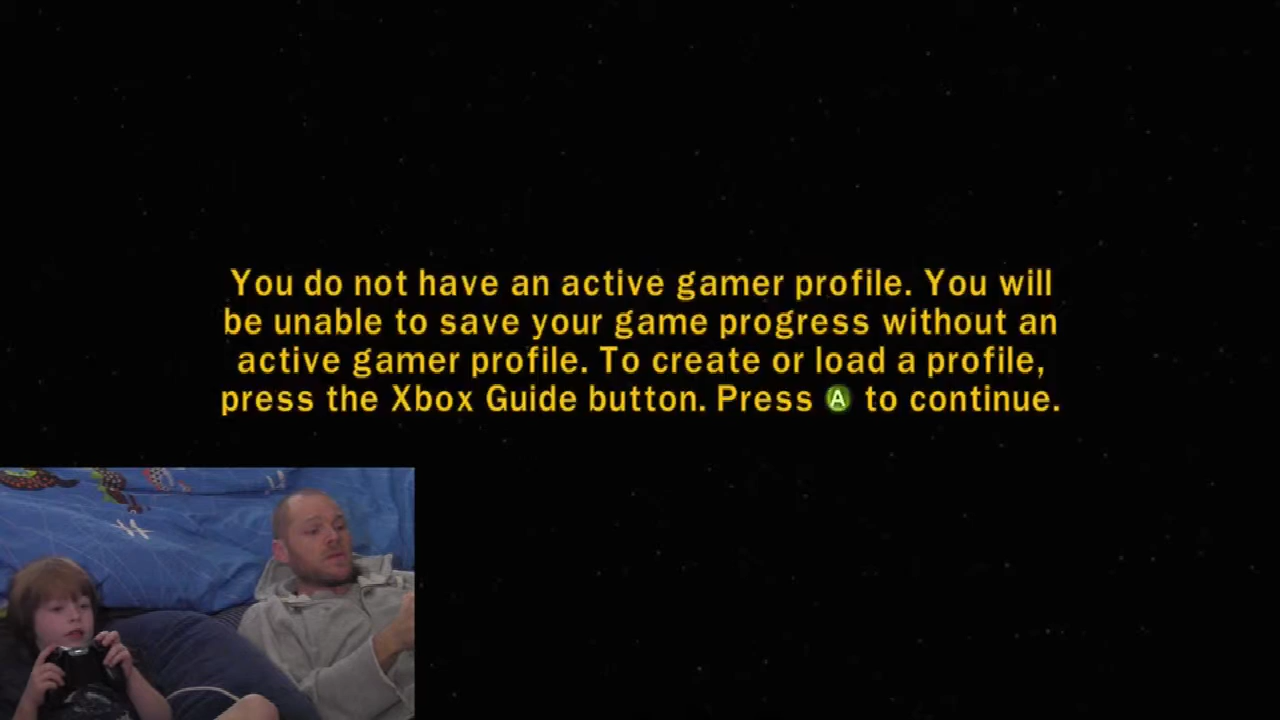 You do not have an active gamer profile. You will
be unable to save your game progress without an
active gamer profile. To create or load a profile,
press the Xbox Guide button. Press A to continue.